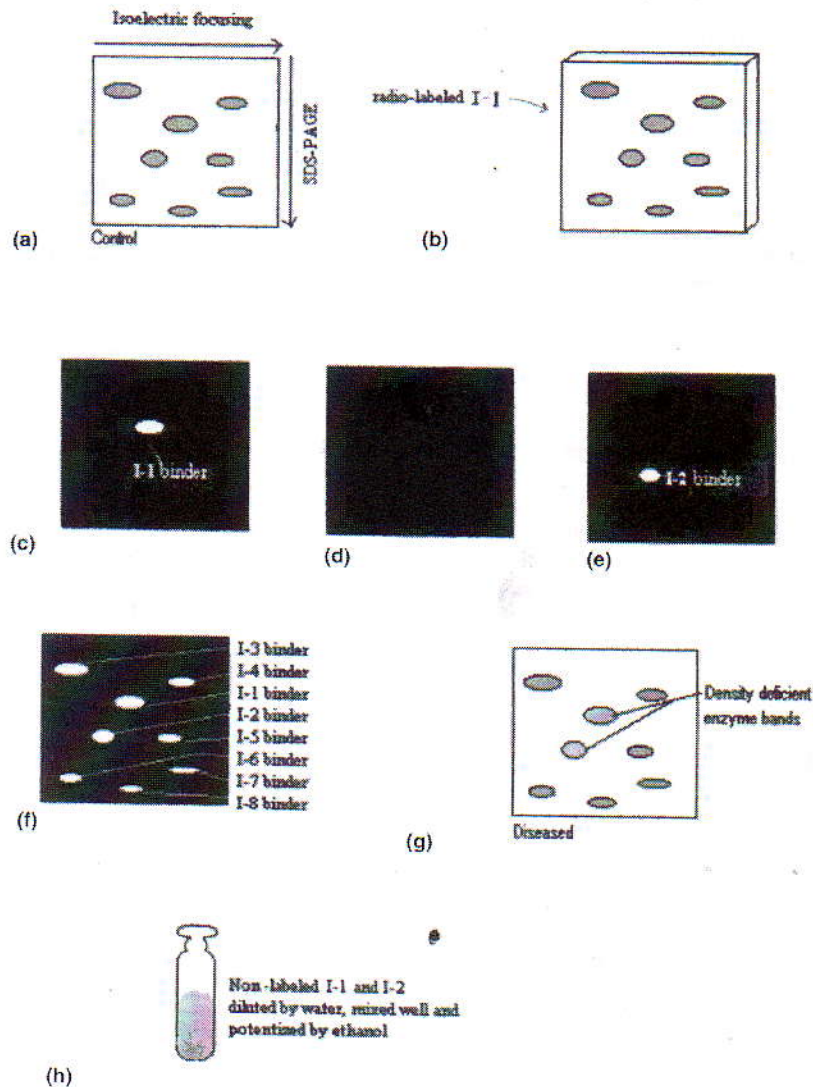 Isoelectric focusing
SDS-PAGE
radio-labeled I-1
(a)
Control
(b)
I-1 binder
I-2 binder
(c)
(d)
(e)
I-3 binder
I-4 binder
I-1 binder
I-2 binder
I-5 binder
I-6 binder
I-7 binder
I-8 binder
(f)
Density deficient
enzyme bands
Diseased
(g)
Non-labeled I-1 and I-2
diluted by water, mixed well and
potentized by ethanol
(h)